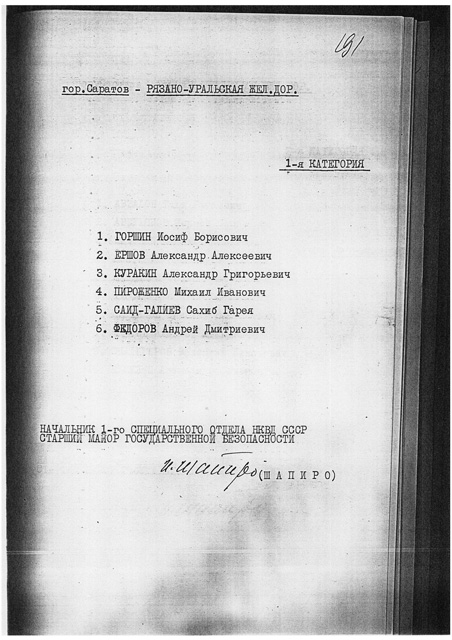 191
гор.Саратов - РЯЗАНО-УРАЛЬСКАЯ ЖЕЛ.ДОР.
1-я КАТЕГОРИЯ
1. ГОРШИН Иосиф Борисович
2. ЕРШОВ Александр Алексеевич
3. КУРАКИН Александр Григорьевич
4. ПИРОЖЕНКО Михаил Иванович
5. САИД-ГАЛИЕВ Сахиб Гарея
6. ФЕДОРОВ Андрей Дмитриевич
НАЧАЛЬНИК 1-го СПЕЦИАЛЬНОГО ОТДЕЛА НКВД СССР
СТАРШИЙ МАЙОР ГОСУДАРСТВЕННОЙ БЕЗОПАСНОСТИ
И.Шапиро (ШАПИРО)